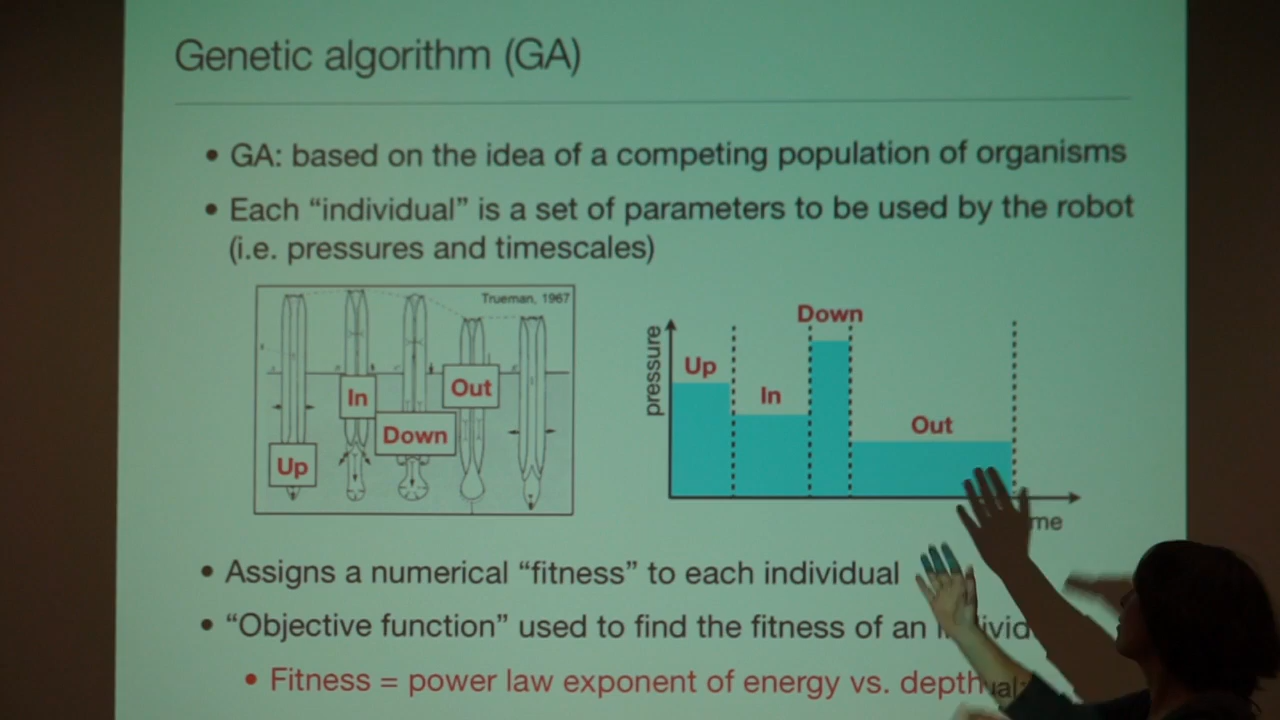 Genetic algorithm (GA)
• GA: based on the idea of a competing population of organisms
• Each “individual” is a set of parameters to be used by the robot
(i.e. pressures and timescales)
Trueman, 1967
In
Out
Down
Up
pressure
Up
In
Down
Out
me
• Assigns a numerical “fitness” to each individual
• “Objective function” used to find the fitness of an
• Fitness = power law exponent of energy vs. depth